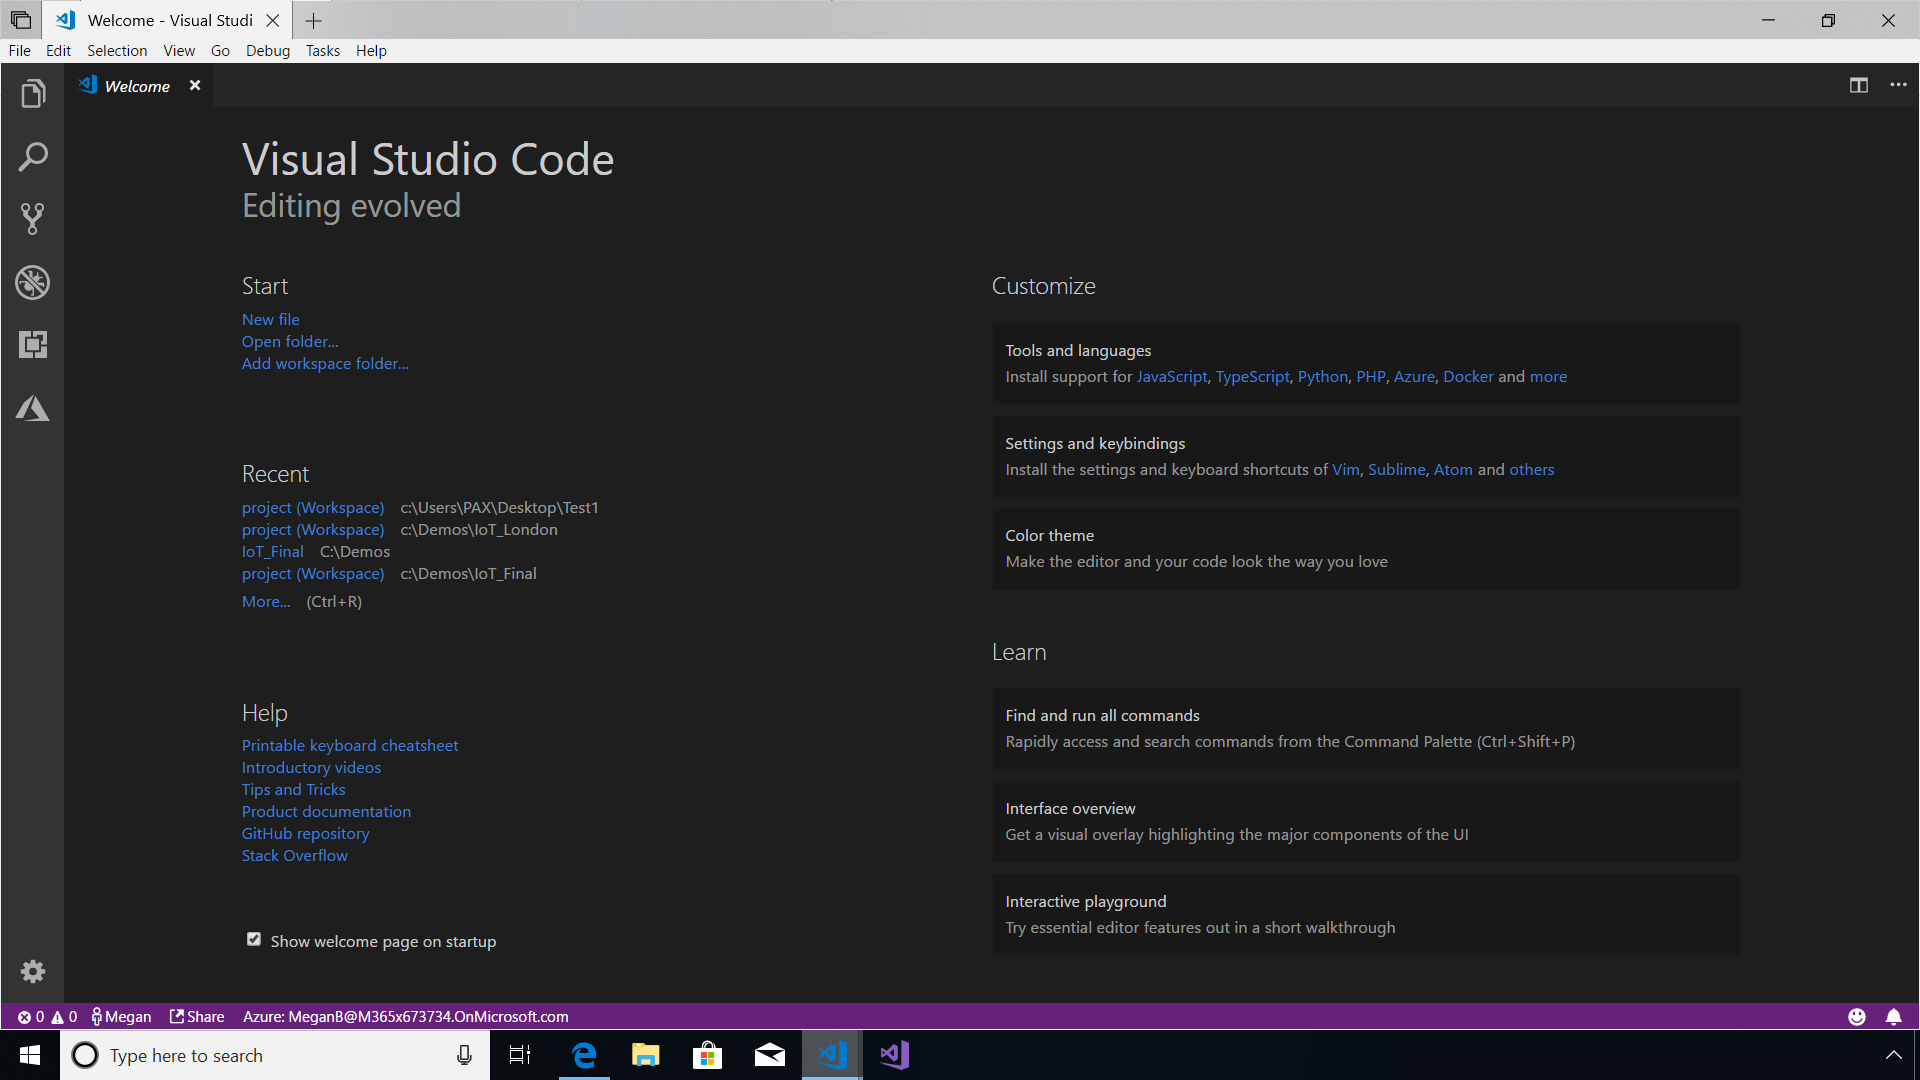 Welcome - Visual Studi
File Edit Selection View Go Debug Tasks Help
Welcome
Visual Studio Code
Editing evolved
Start
New file
Open folder...
Add workspace folder...
Recent
project (Workspace) c:\Users\PAX\Desktop\Test1
project (Workspace) c:\Demos\IoT_London
IoT_Final C:\Demos
project (Workspace) c:\Demos\IoT_Final
More... (Ctrl+R)
Help
Printable keyboard cheatsheet
Introductory videos
Tips and Tricks
Product documentation
GitHub repository
Stack Overflow
Show welcome page on startup
Customize
Tools and languages
Install support for JavaScript, TypeScript, Python, PHP, Azure, Docker and more
Settings and keybindings
Install the settings and keyboard shortcuts of Vim, Sublime, Atom and others
Color theme
Make the editor and your code look the way you love
Learn
Find and run all commands
Rapidly access and search commands from the Command Palette (Ctrl+Shift+P)
Interface overview
Get a visual overlay highlighting the major components of the UI
Interactive playground
Try essential editor features out in a short walkthrough
0 0 Megan Share Azure: MeganB@M365x673734.OnMicrosoft.com
Type here to search